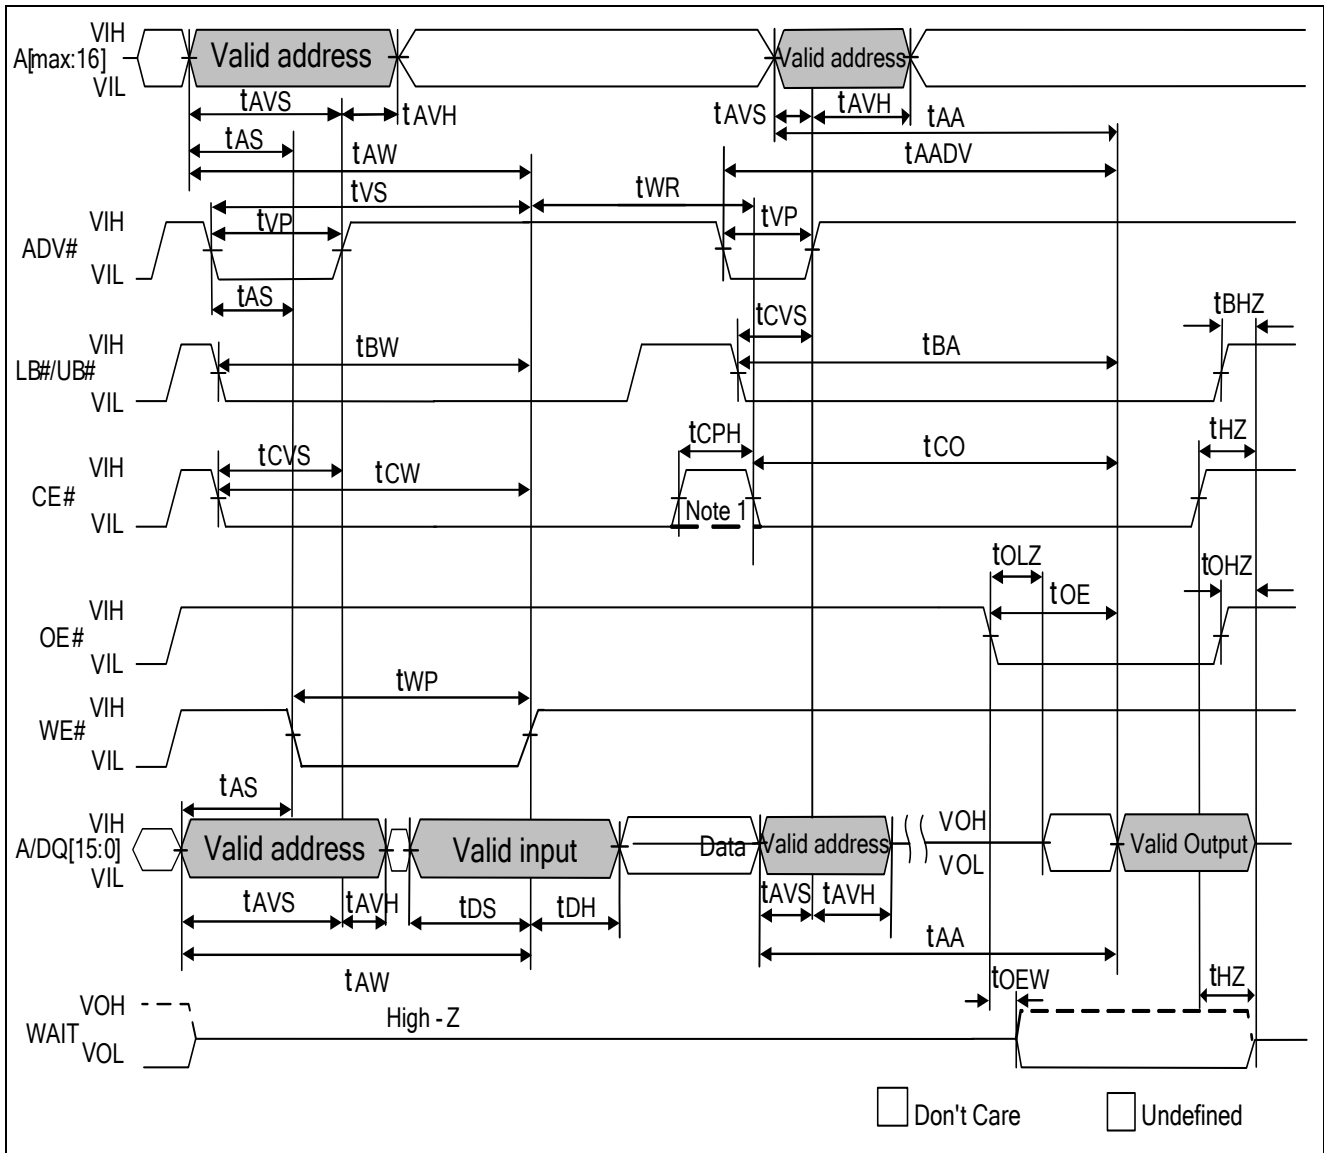 VIH
A[max:16]
VIL
Valid address
Valid address
tAVS
tAVH
tAVS
tAVH
tAS
tAW
tAA
tAADV
tVS
tWR
VIH
ADV#
VIL
tVP
tVP
tAS
tCVS
tBHZ
VIH
LB#/UB#
VIL
tBW
tBA
tCPH
tHZ
VIH
CE#
VIL
tCVS
tCW
tCO
Note 1
tOLZ
tOHZ
tOE
VIH
OE#
VIL
tWP
VIH
WE#
VIL
tAS
VIH
A/DQ[15:0]
VIL
Valid address
Valid input
Data
Valid address
VOH
VOL
Valid Output
tAVS
tAVH
tDS
tDH
tAVS
tAVH
tAW
tAA
tOEW
tHZ
VOH
WAIT
VOL
High - Z
Don't Care
Undefined